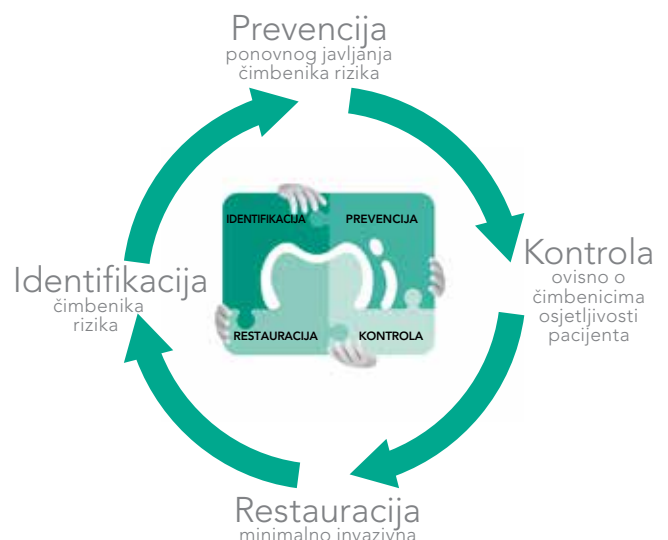 Prevencija
ponovnog javljanja
čimbenika rizika
IDENTIFIKACIJA
PREVENCIJA
Identifikacija
čimbenika
rizika
Kontrola
ovisno o
čimbenicima
osjetljivosti
pacijenta
RESTAURACIJA
KONTROLA
Restauracija
minimalno invazivna